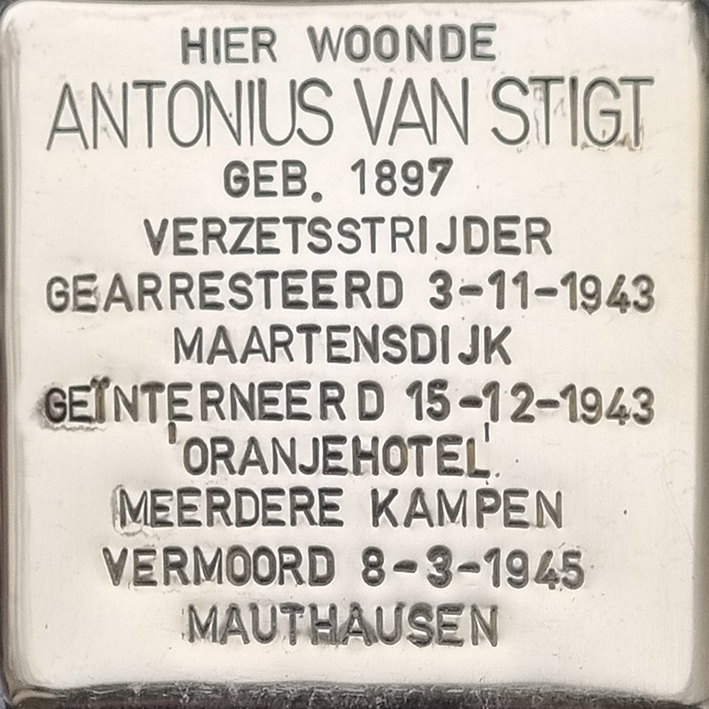 HIER WOONDE
ANTONIUS VAN STIGT
GEB. 1897
VERZETSSTRIJDER
GEARRESTEERD 3-11-1943
MAARTENSDIJK
GEÏNTERNEERD 15-12-1943
'ORANJEHOTEL'
MEERDERE KAMPEN
VERMOORD 8-3-1945
MAUTHAUSEN